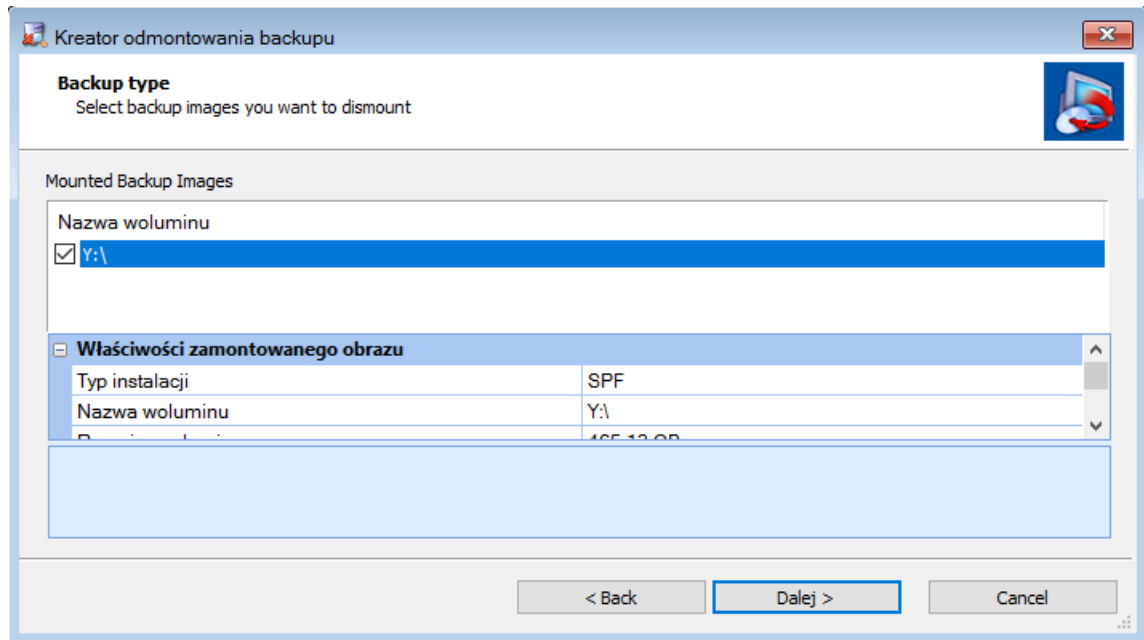 Kreator odmontowania backupu
Backup type
Select backup images you want to dismount
Mounted Backup Images
Nazwa woluminu
Y:\
Właściwości zamontowanego obrazu
Typ instalacji SPF
Nazwa woluminu Y:\
< Back Dalej > Cancel